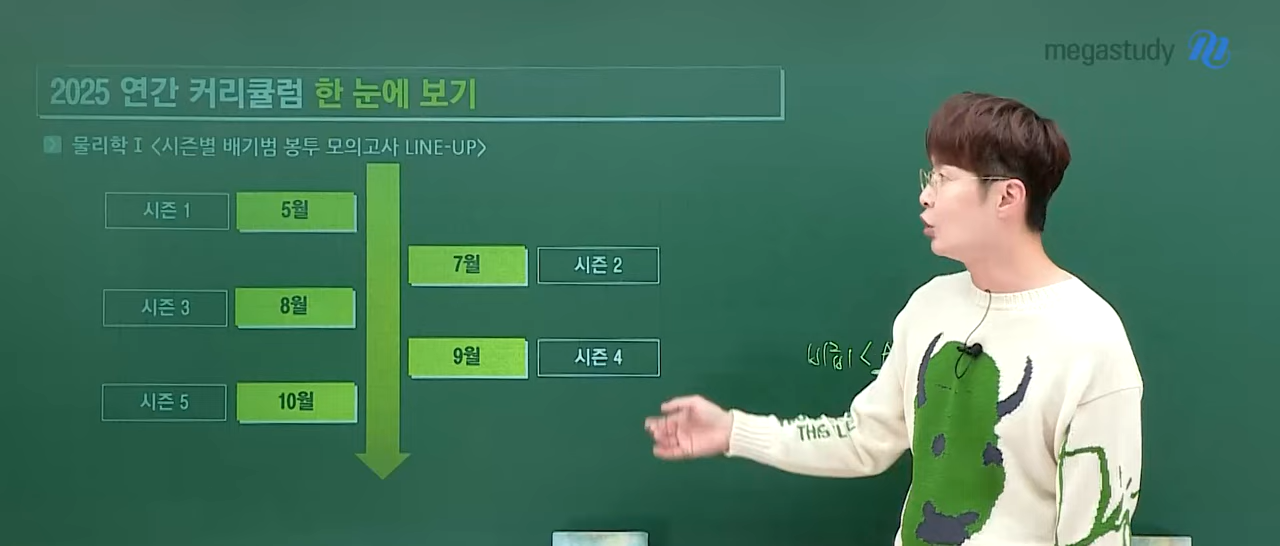 megastudy
2025 연간 커리큘럼 한 눈에 보기
물리학Ⅰ <시즌별 배기범 봉투 모의고사 LINE-UP>
시즌 1 5월
7월 시즌 2
시즌 3 8월
9월 시즌 4
시즌 5 10월
THIS